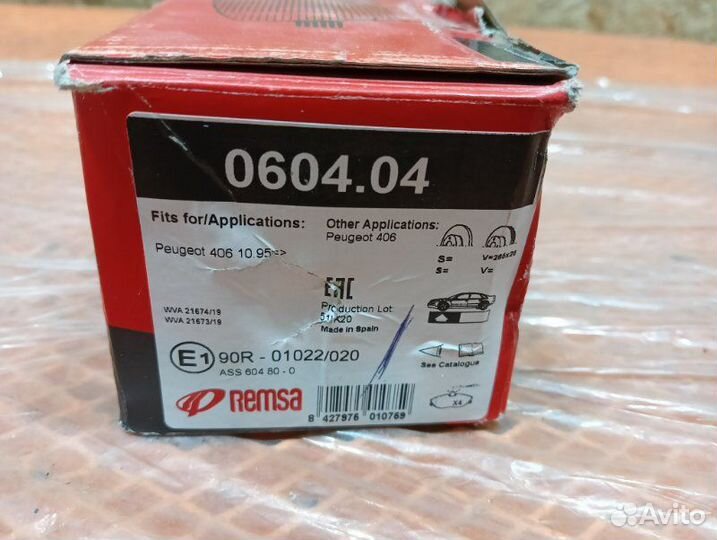 0604.04
Fits for/Applications:
Other Applications:
Peugeot 406
Peugeot 406 10.95=>
S= V=
S= V=
WVA 21674/19
WVA 21673/19
EAC
Production Lot
Made in Spain
E1 90R - 01022/020
ASS 604 80 - 0
See Catalogue
Remsa
X4
8 427976 010769
Avito